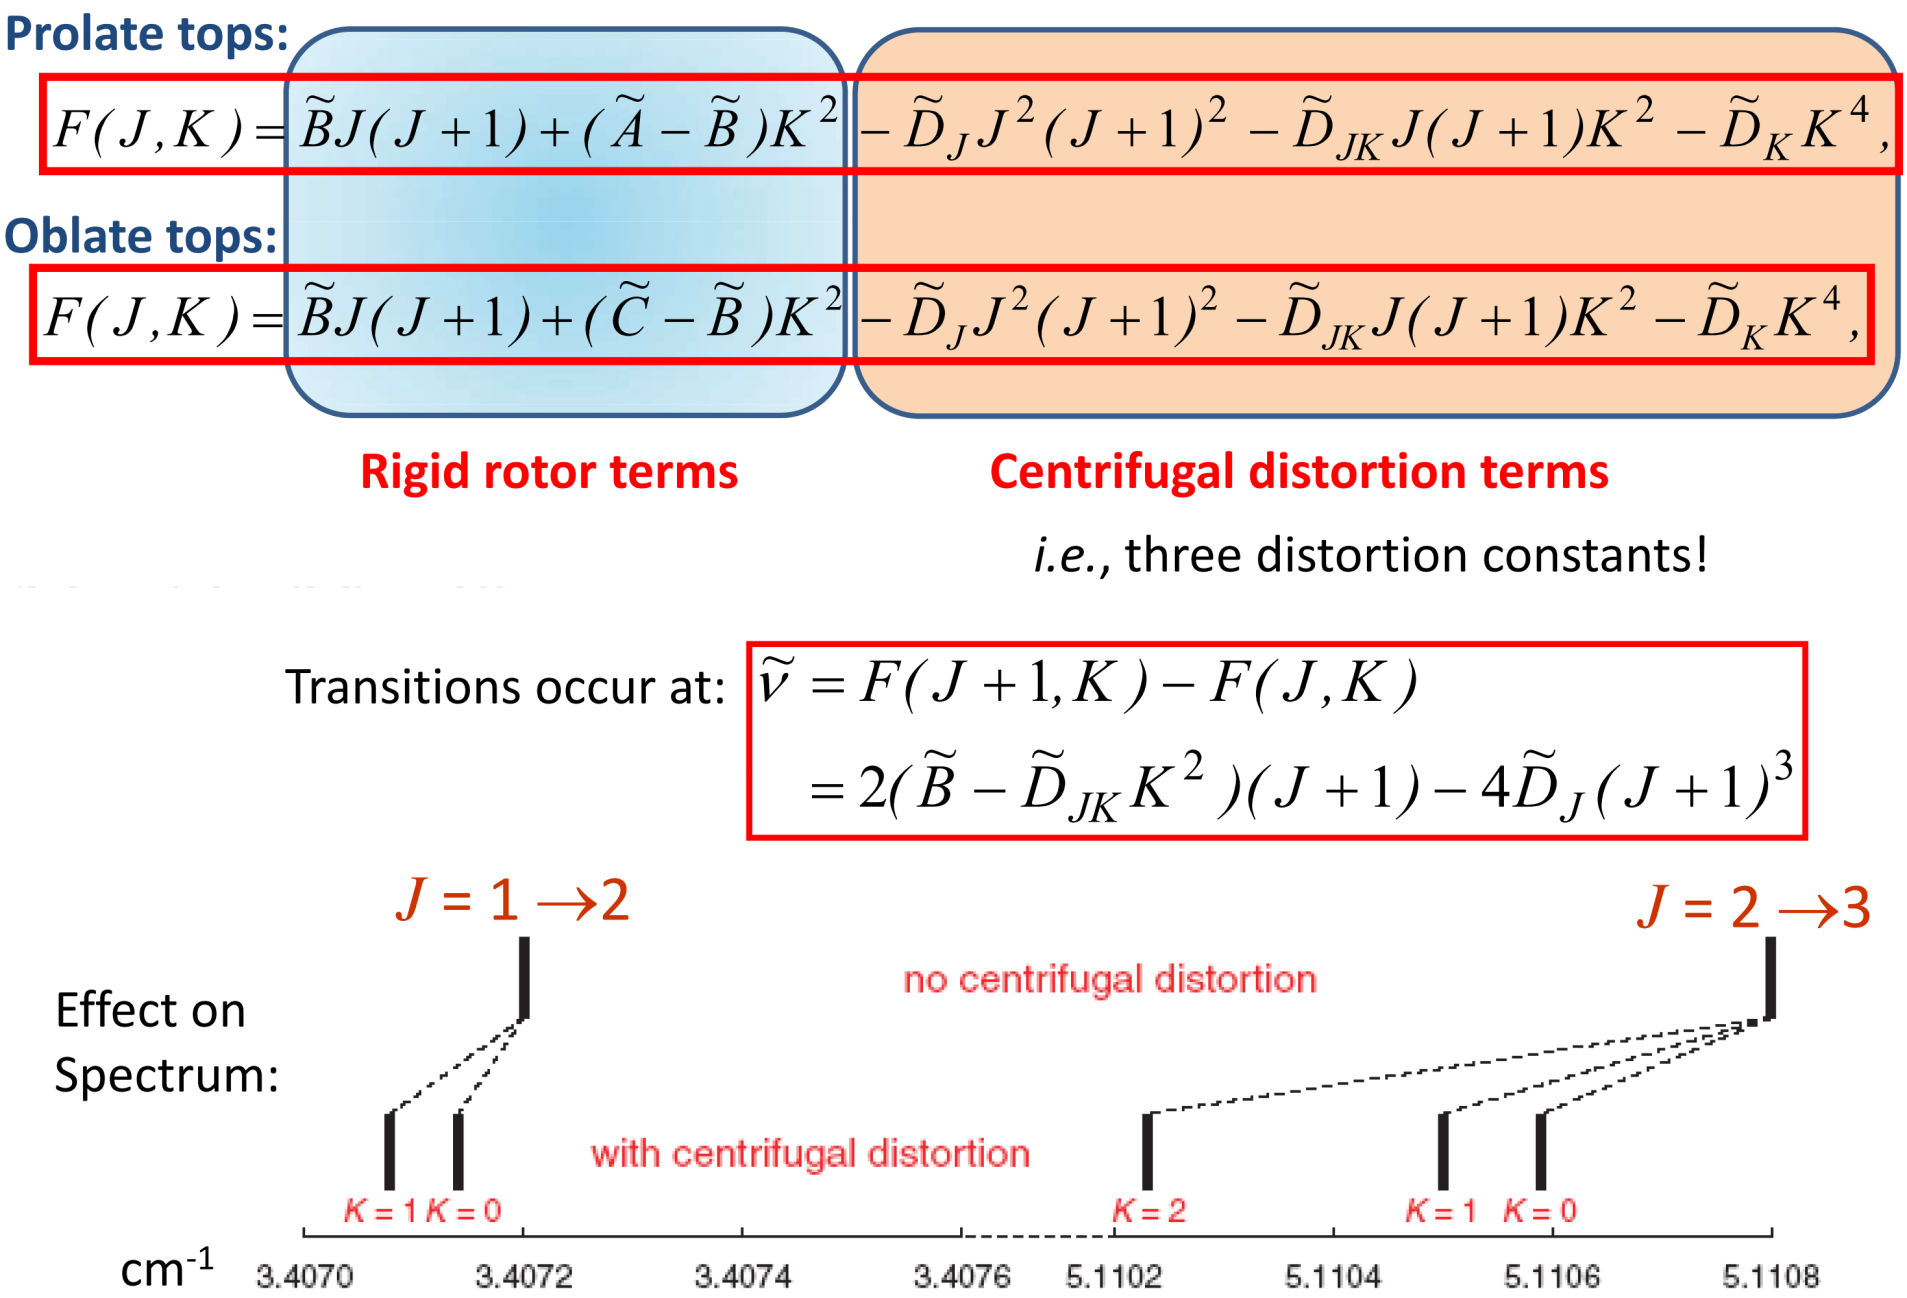 Prolate tops:
F(J,K)=B̃J(J+1)+(Ã−B̃)K²−D̃_J J²(J+1)²−D̃_JK J(J+1)K²−D̃_K K⁴,
Oblate tops:
F(J,K)=B̃J(J+1)+(C̃−B̃)K²−D̃_J J²(J+1)²−D̃_JK J(J+1)K²−D̃_K K⁴,
Rigid rotor terms
Centrifugal distortion terms
i.e., three distortion constants!
Transitions occur at:
ν̃ = F(J+1,K)−F(J,K)
= 2(B̃−D̃_JK K²)(J+1)−4D̃_J(J+1)³
J = 1 →2
J = 2 →3
no centrifugal distortion
Effect on
Spectrum:
with centrifugal distortion
K = 1 K = 0 K = 2 K = 1 K = 0
cm⁻¹ 3.4070 3.4072 3.4074 3.4076 5.1102 5.1104 5.1106 5.1108